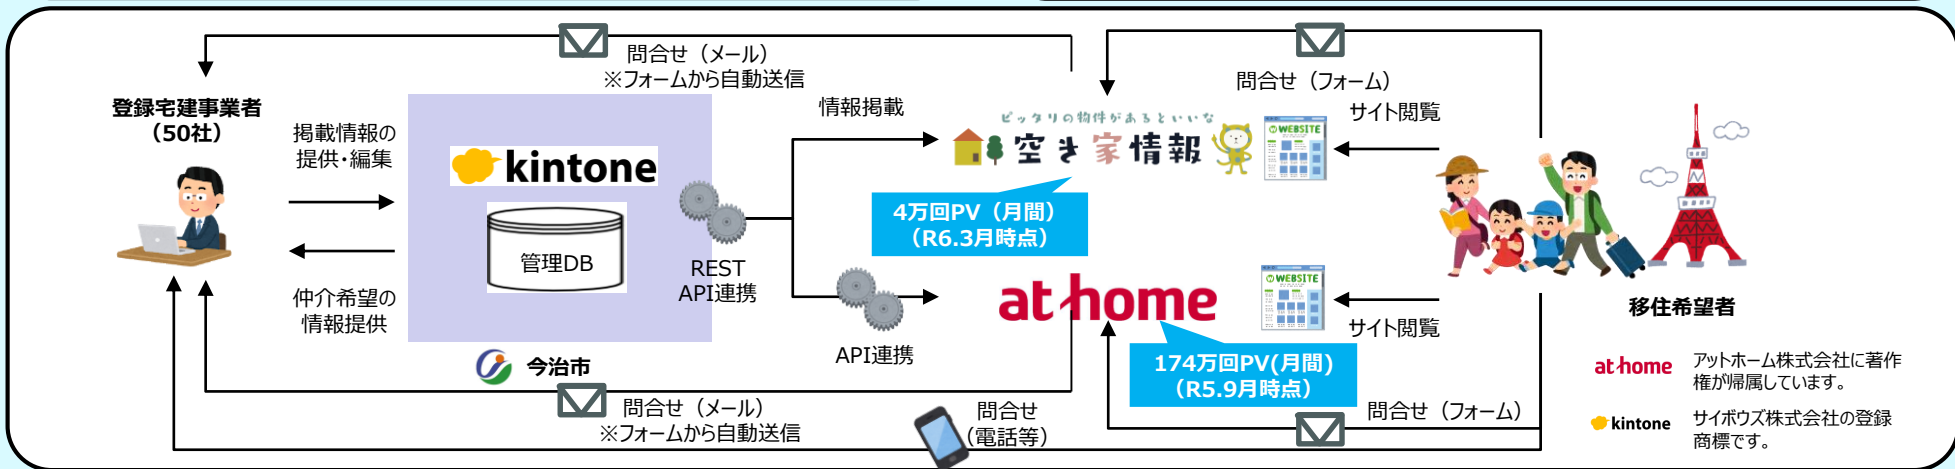 問合せ（メール）
※フォームから自動送信
問合せ（フォーム）
登録宅建事業者
（50社）
掲載情報の
提供・編集
kintone
管理DB
仲介希望の
情報提供
今治市
REST
API連携
情報掲載
ピッタリの物件があるといいな
空き家情報
WEBSITE
サイト閲覧
4万回PV（月間）
（R6.3月時点）
API連携
at home
WEBSITE
サイト閲覧
174万回PV(月間)
（R5.9月時点）
移住希望者
at home
アットホーム株式会社に著作
権が帰属しています。
kintone
サイボウズ株式会社の登録
商標です。
問合せ（メール）
※フォームから自動送信
問合せ
（電話等）
問合せ（フォーム）